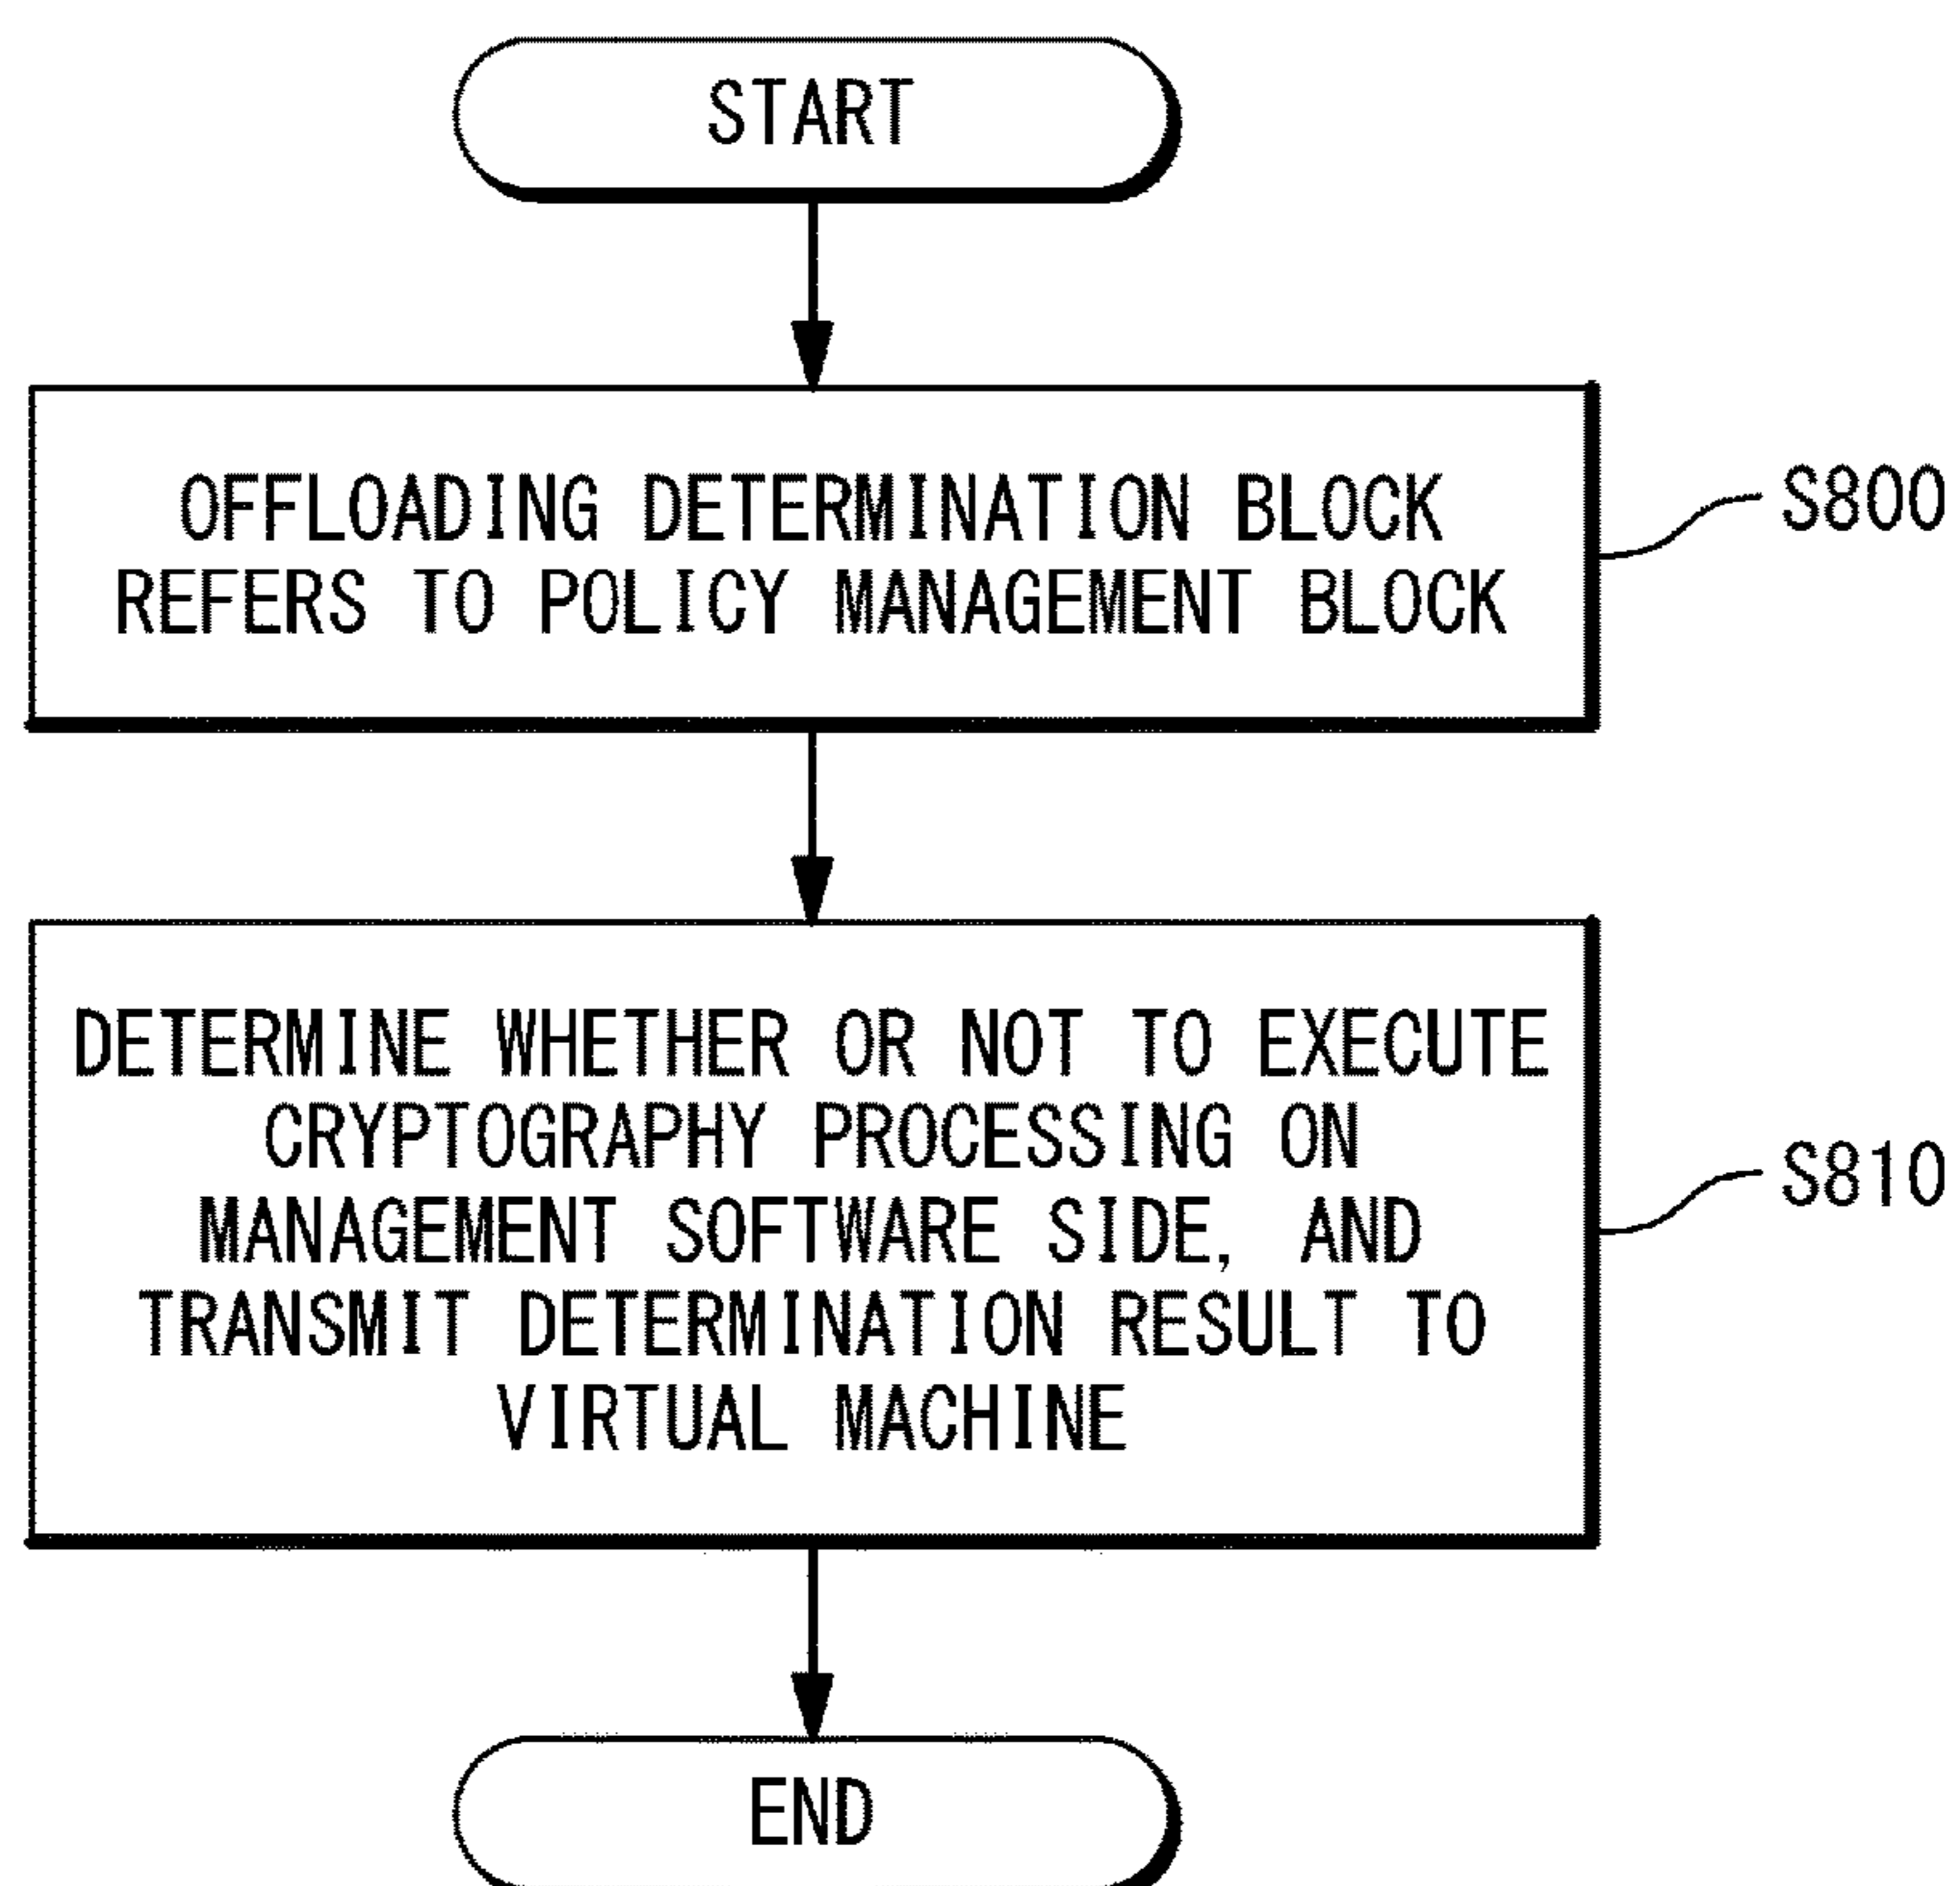 START
OFFLOADING DETERMINATION BLOCK
REFERS TO POLICY MANAGEMENT BLOCK
S800
DETERMINE WHETHER OR NOT TO EXECUTE
CRYPTOGRAPHY PROCESSING ON
MANAGEMENT SOFTWARE SIDE, AND
TRANSMIT DETERMINATION RESULT TO
VIRTUAL MACHINE
S810
END